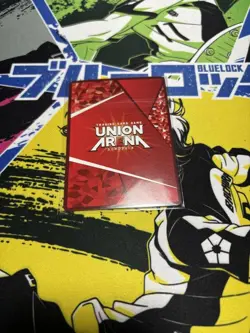 BLUELOCK
ブルーロック
TRADING CARD GAME
UNION
ARENA